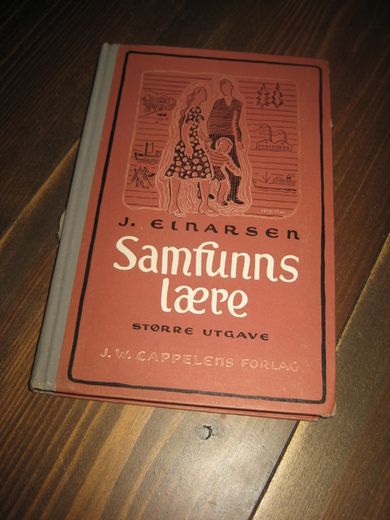 J. EINARSEN
Samfunns
lære
STØRRE UTGAVE
J. W. CAPPELENS FORLAG